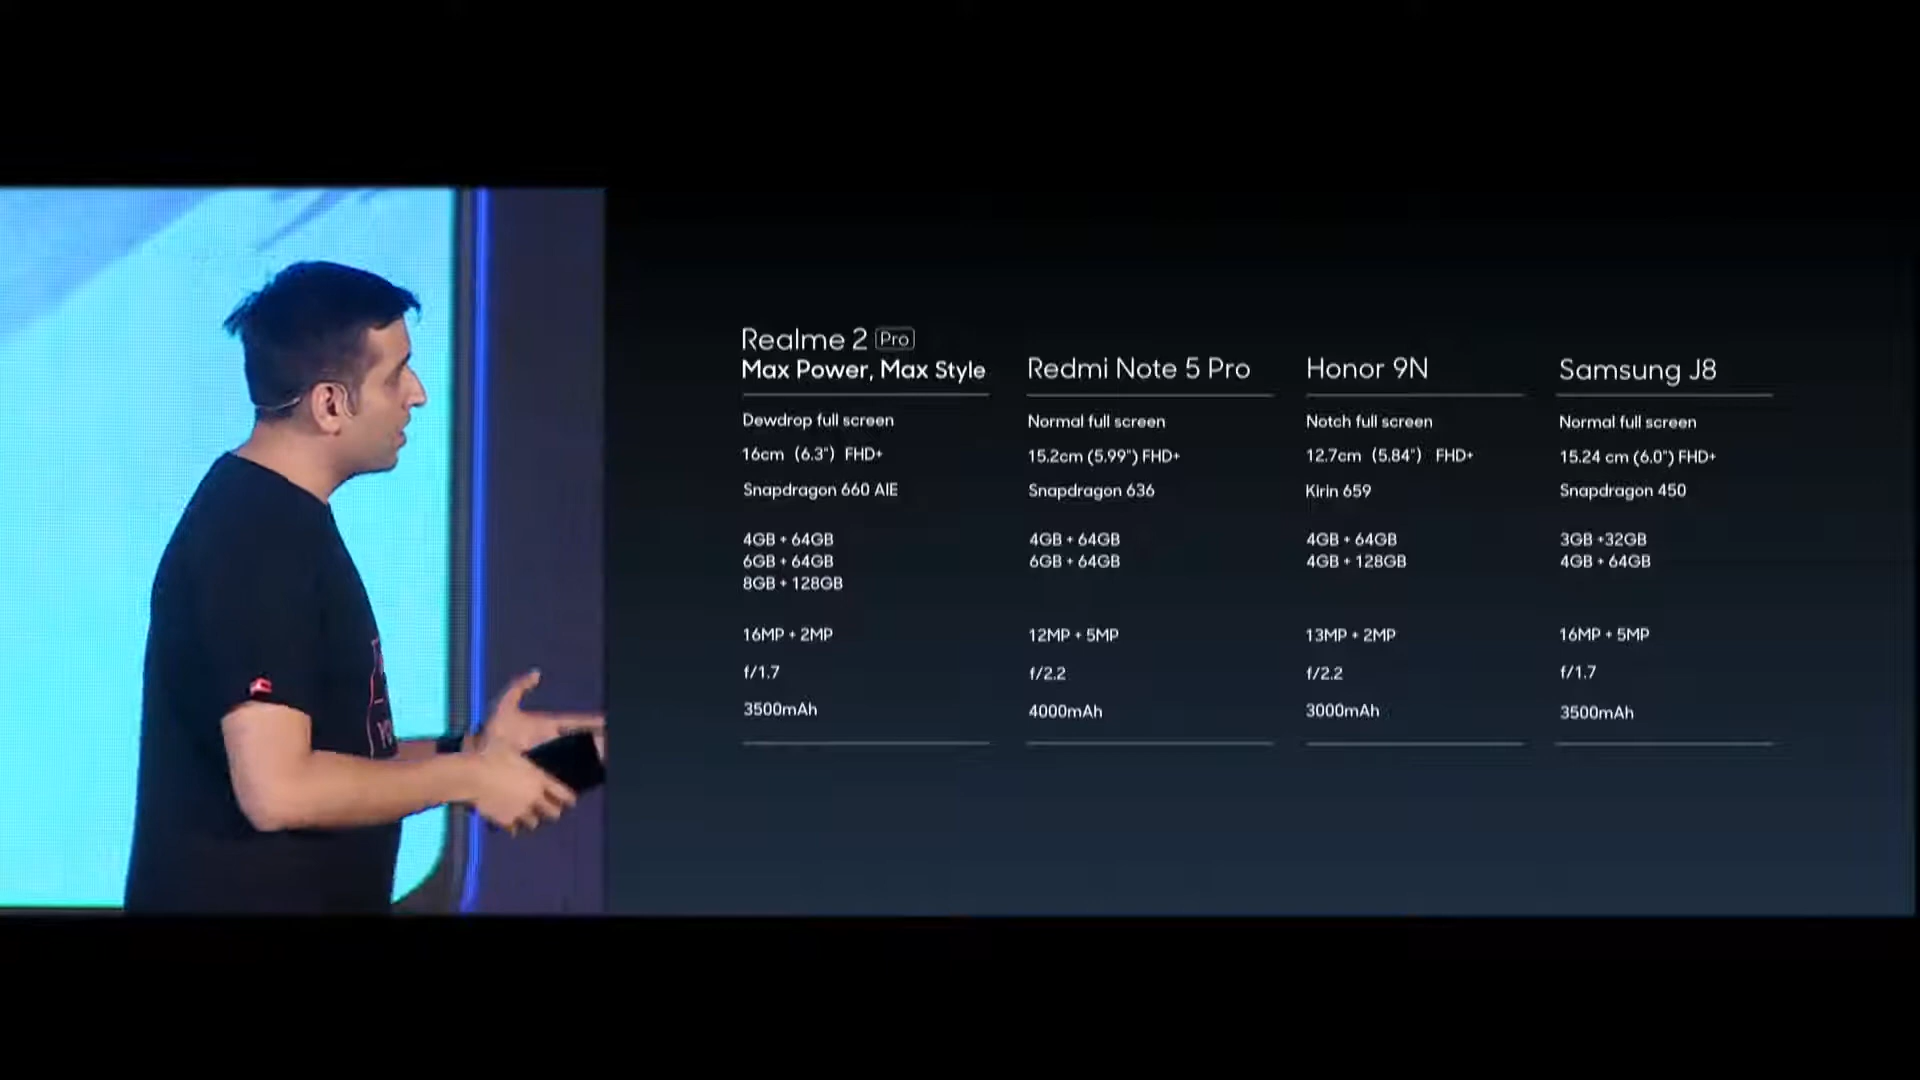 Realme 2 Pro
Max Power, Max Style
Dewdrop full screen
16cm (6.3") FHD+
Snapdragon 660 AIE
4GB + 64GB
6GB + 64GB
8GB + 128GB
16MP + 2MP
f/1.7
3500mAh
Redmi Note 5 Pro
Normal full screen
15.2cm (5.99") FHD+
Snapdragon 636
4GB + 64GB
6GB + 64GB
12MP + 5MP
f/2.2
4000mAh
Honor 9N
Notch full screen
12.7cm (5.84") FHD+
Kirin 659
4GB + 64GB
4GB + 128GB
13MP + 2MP
f/2.2
3000mAh
Samsung J8
Normal full screen
15.24 cm (6.0") FHD+
Snapdragon 450
3GB +32GB
4GB + 64GB
16MP + 5MP
f/1.7
3500mAh